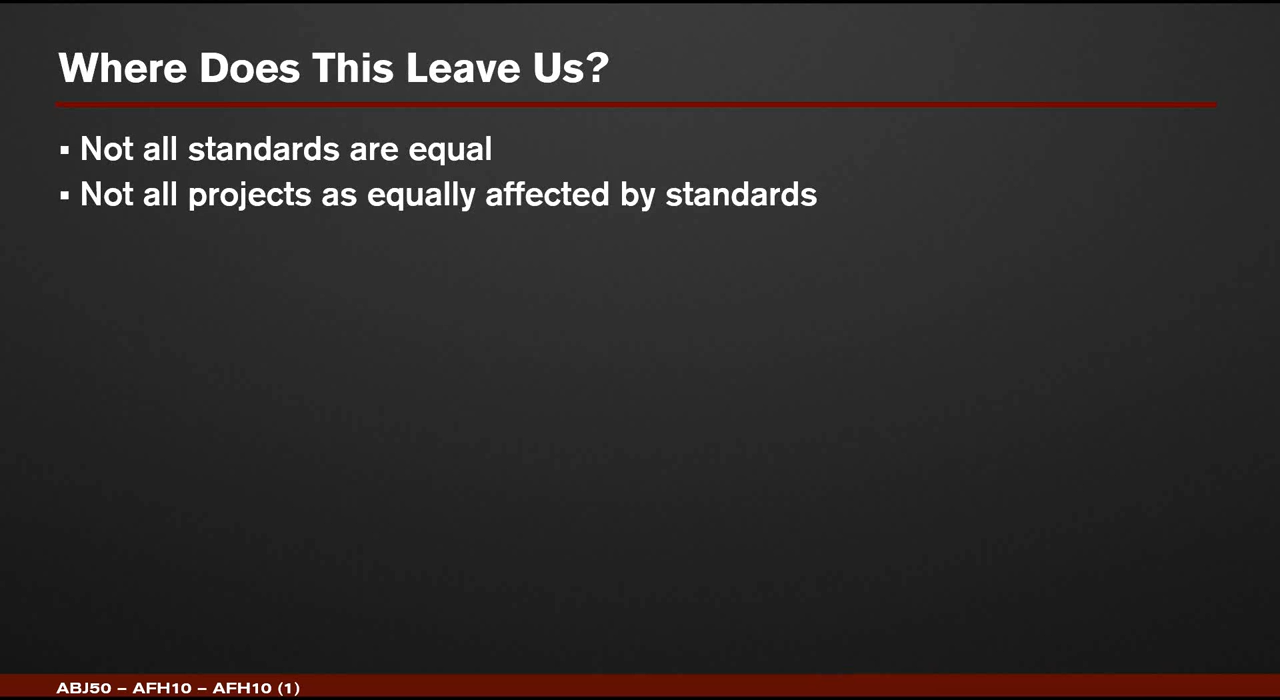 Where Does This Leave Us?
▪ Not all standards are equal
▪ Not all projects as equally affected by standards
ABJ50 – AFH10 – AFH10 (1)